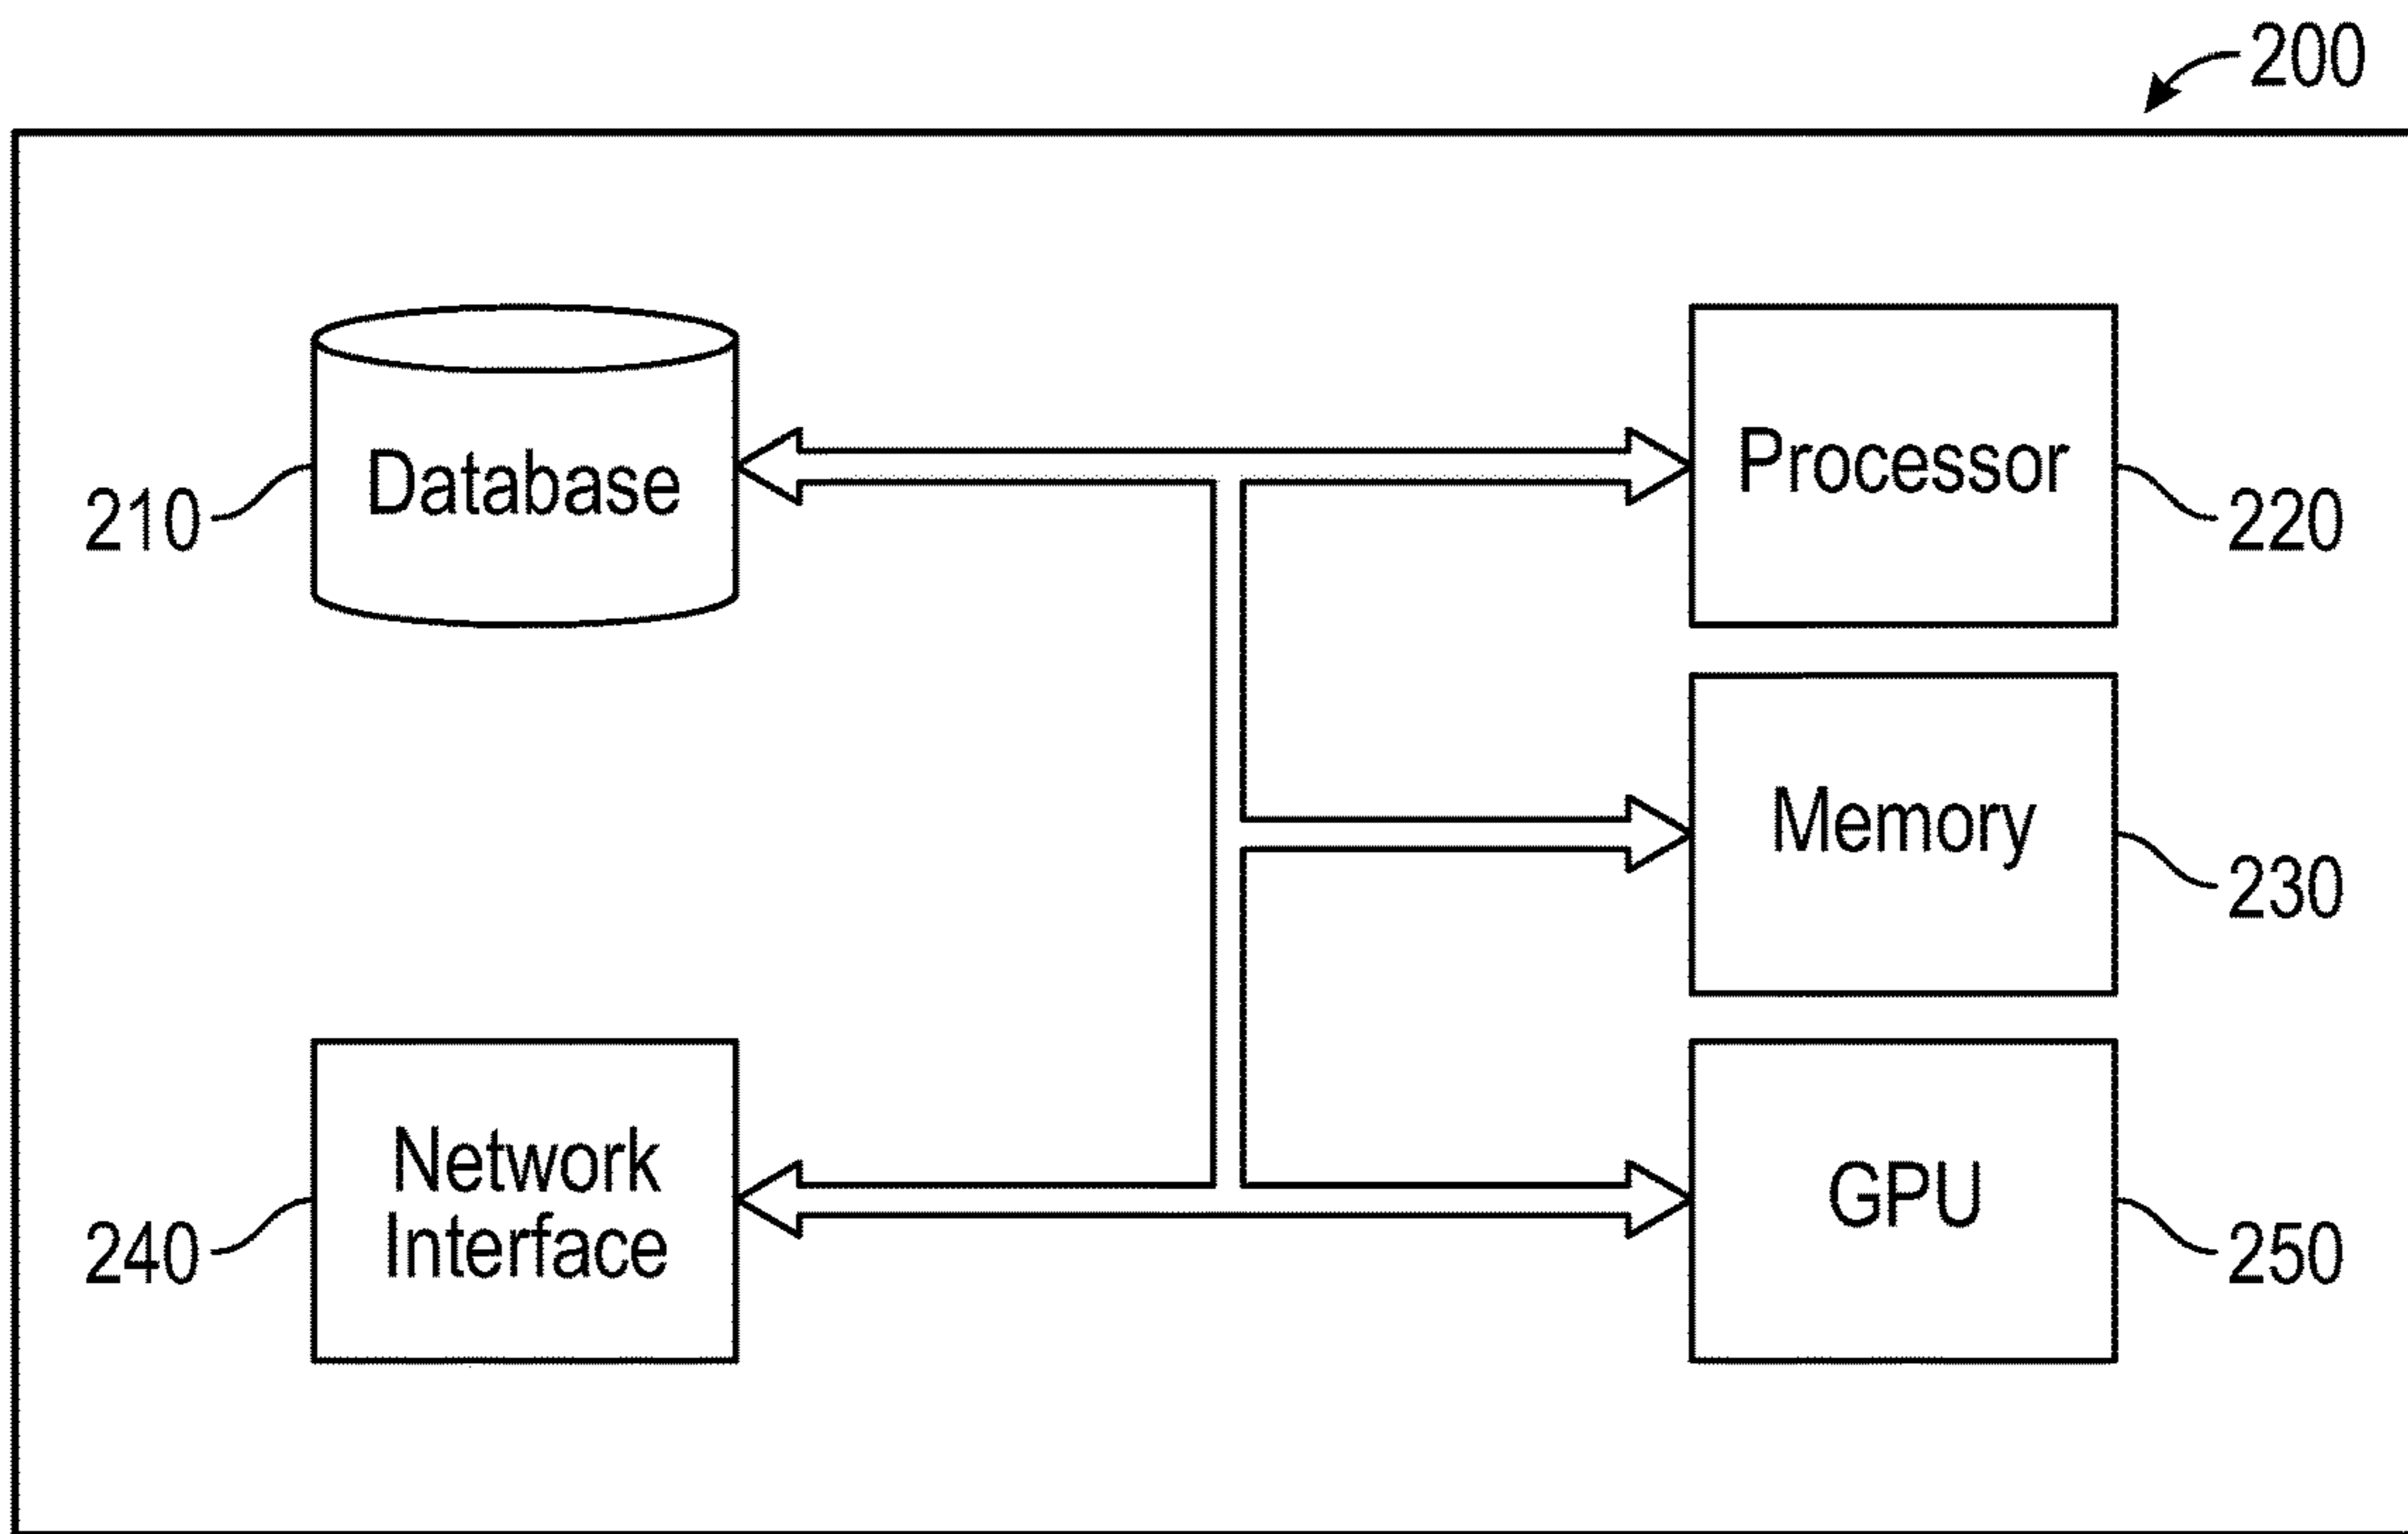 200
Database
Processor
210
220
Memory
230
Network
Interface
GPU
240
250